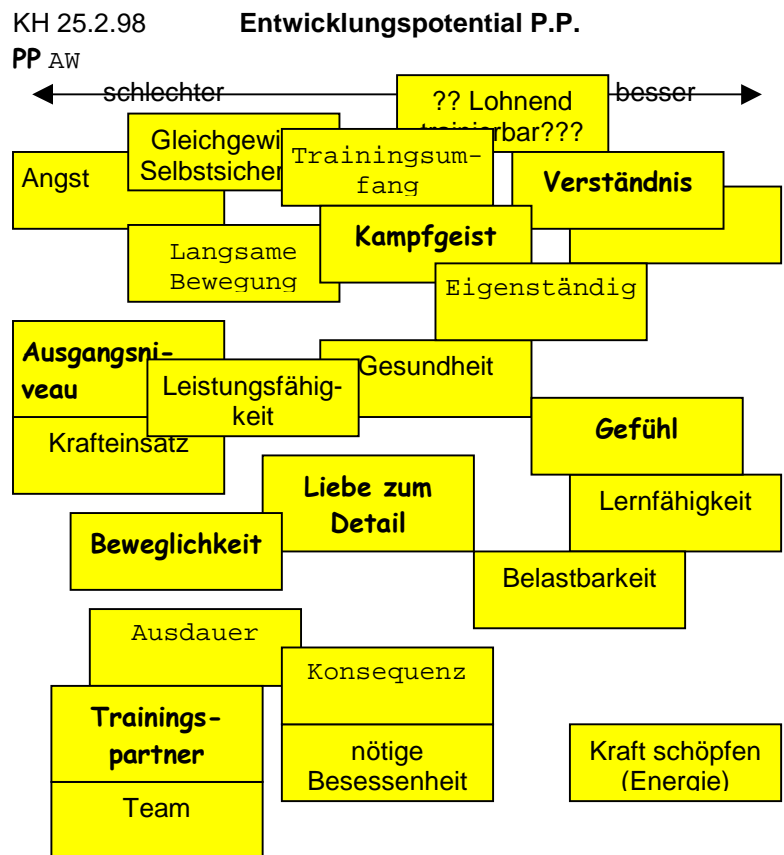 KH 25.2.98 Entwicklungspotential P.P.
PP AW
schlechter
besser
?? Lohnend
trainierbar???
Gleichgewi
Selbstsicher
Trainingsum-
fang
Angst
Verständnis
Kampfgeist
Langsame
Bewegung
Eigenständig
Ausgangsni-
veau
Gesundheit
Leistungsfähig-
keit
Krafteinsatz
Gefühl
Liebe zum
Detail
Lernfähigkeit
Beweglichkeit
Belastbarkeit
Ausdauer
Konsequenz
Trainings-
partner
nötige
Besessenheit
Kraft schöpfen
(Energie)
Team